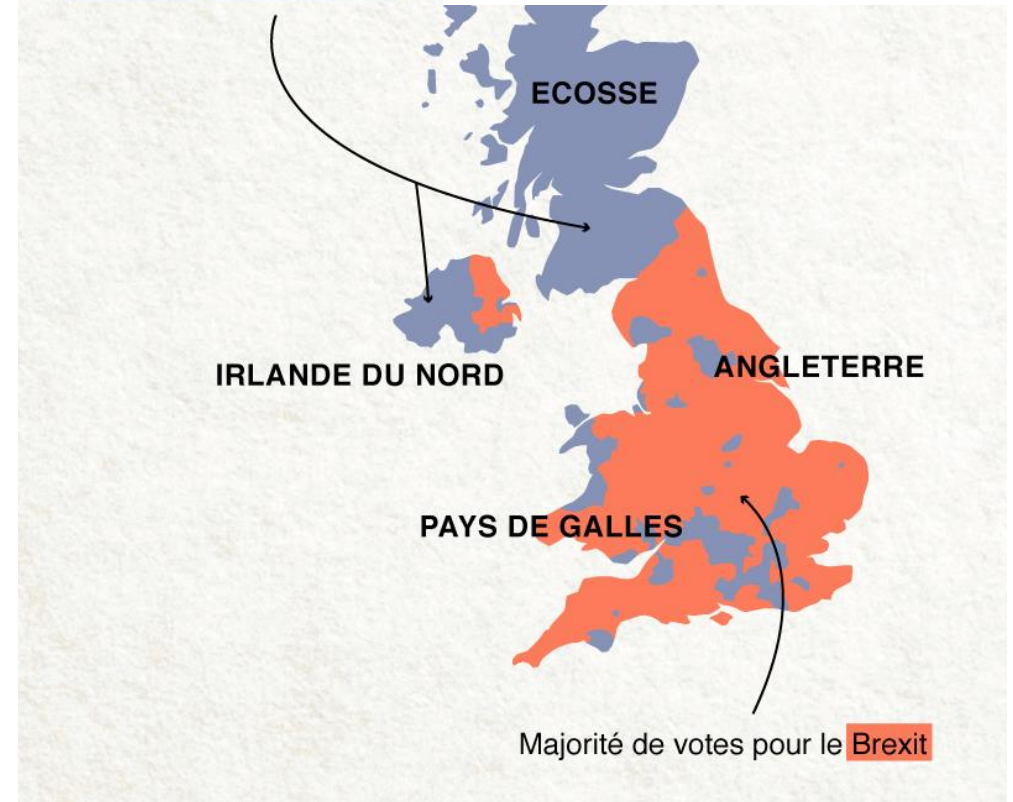 ECOSSE
IRLANDE DU NORD
ANGLETERRE
PAYS DE GALLES
Majorité de votes pour le Brexit